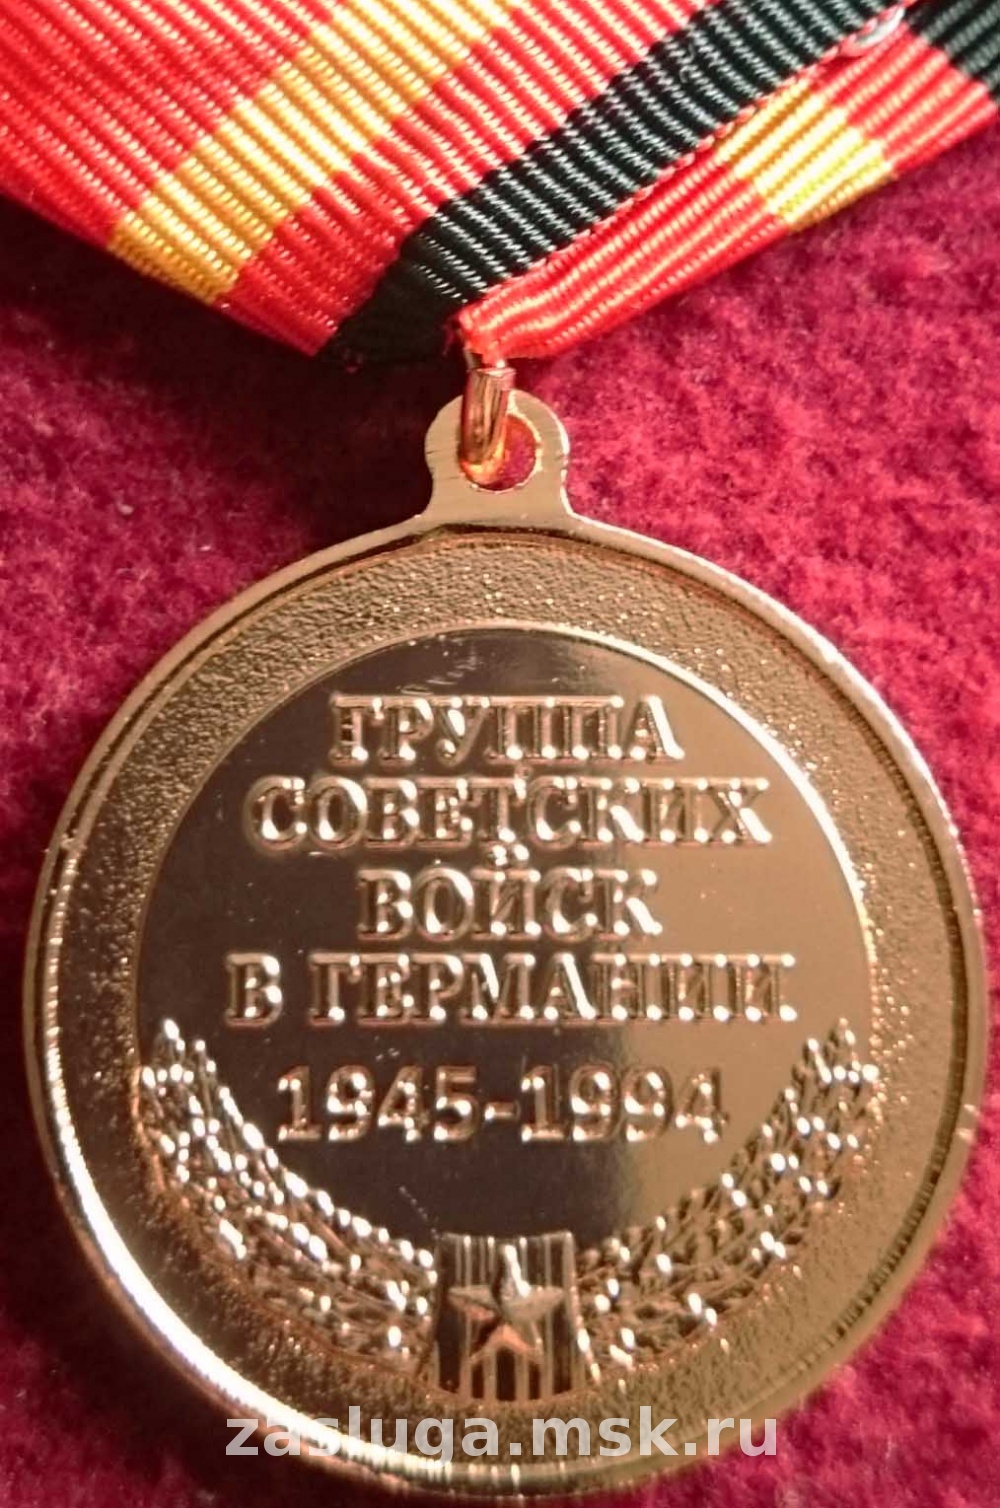 ГРУППА
СОВЕТСКИХ
ВОЙСК
В ГЕРМАНИИ
1945-1994
zasluga.msk.ru